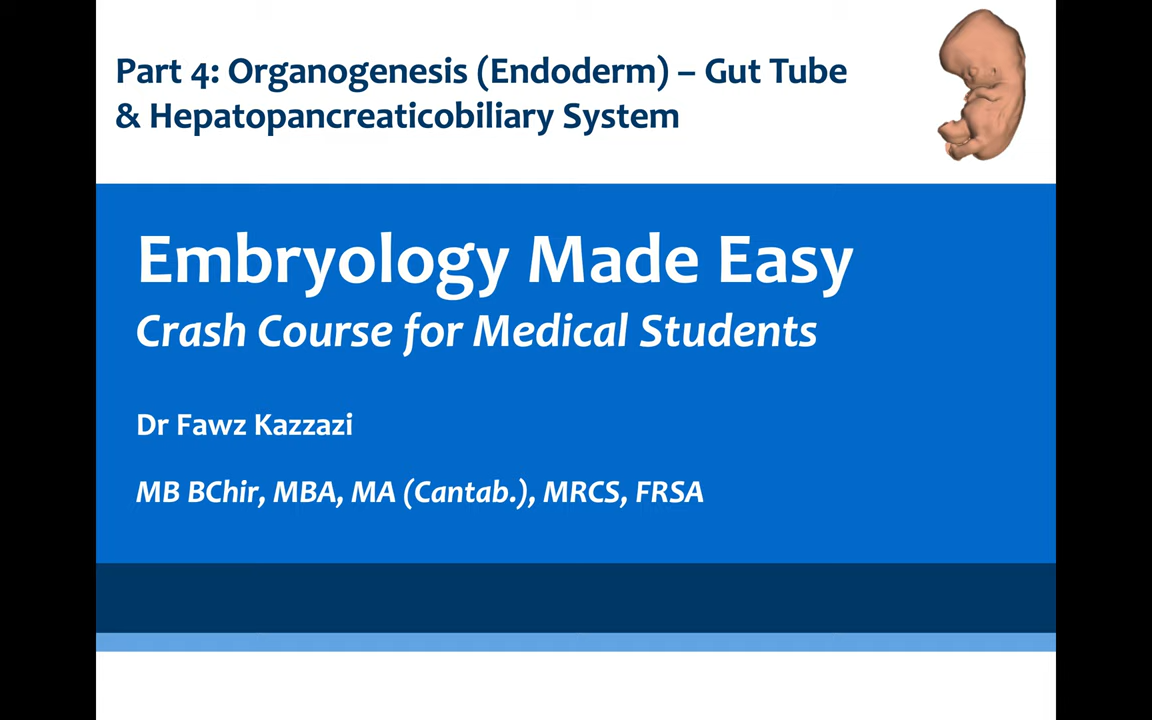 Part 4: Organogenesis (Endoderm) – Gut Tube
& Hepatopancreaticobiliary System
Embryology Made Easy
Crash Course for Medical Students
Dr Fawz Kazzazi
MB BChir, MBA, MA (Cantab.), MRCS, FRSA